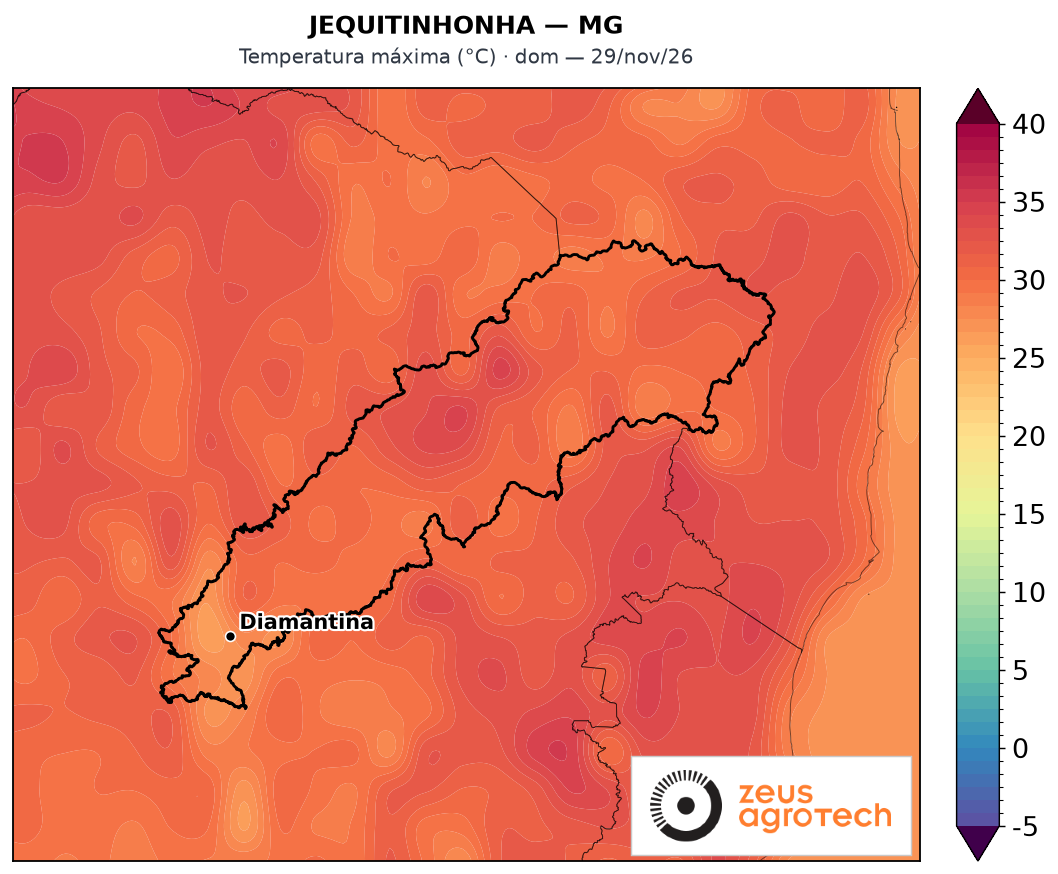 JEQUITINHONHA — MG
Temperatura máxima (°C) · dom — 29/nov/26
40
35
30
25
20
15
10
5
0
-5
Diamantina
zeus
agrotech